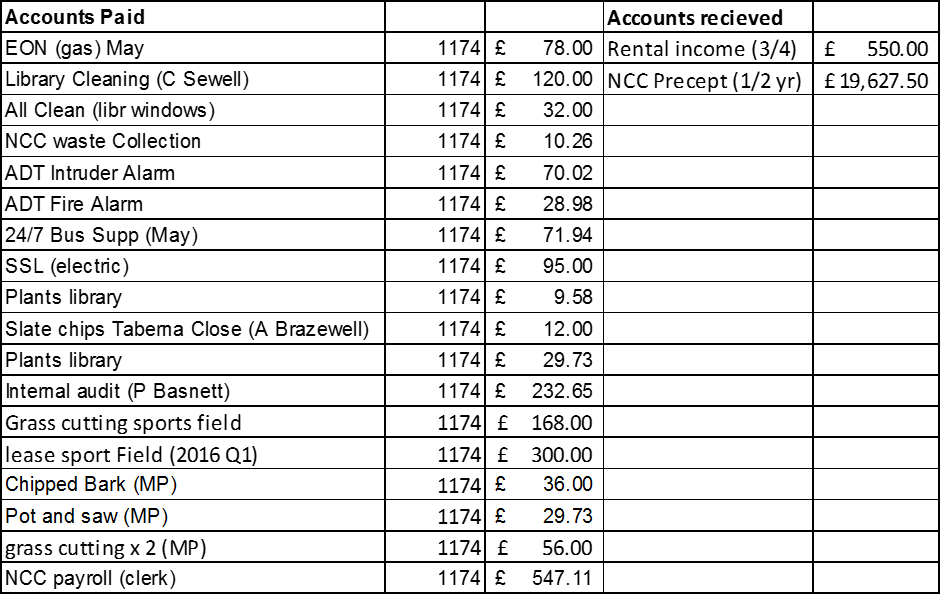 Accounts Paid Accounts recieved
EON (gas) May 1174 £ 78.00 Rental income (3/4) £ 550.00
Library Cleaning (C Sewell) 1174 £ 120.00 NCC Precept (1/2 yr) £ 19,627.50
All Clean (libr windows) 1174 £ 32.00
NCC waste Collection 1174 £ 10.26
ADT Intruder Alarm 1174 £ 70.02
ADT Fire Alarm 1174 £ 28.98
24/7 Bus Supp (May) 1174 £ 71.94
SSL (electric) 1174 £ 95.00
Plants library 1174 £ 9.58
Slate chips Taberna Close (A Brazewell) 1174 £ 12.00
Plants library 1174 £ 29.73
Internal audit (P Basnett) 1174 £ 232.65
Grass cutting sports field 1174 £ 168.00
lease sport Field (2016 Q1) 1174 £ 300.00
Chipped Bark (MP) 1174 £ 36.00
Pot and saw (MP) 1174 £ 29.73
grass cutting x 2 (MP) 1174 £ 56.00
NCC payroll (clerk) 1174 £ 547.11